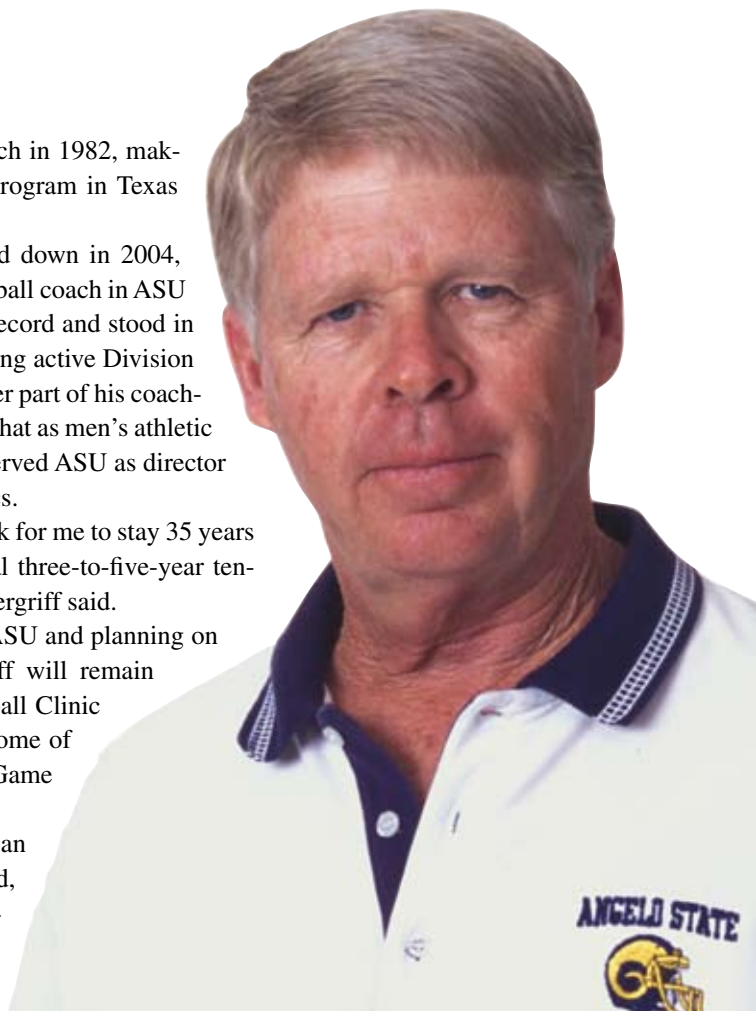 ch in 1982, mak-
rogram in Texas
d down in 2004,
ball coach in ASU
ecord and stood in
ng active Division
er part of his coach-
hat as men's athletic
erved ASU as director
s.
k for me to stay 35 years
l three-to-five-year ten-
ergriff said.
ASU and planning on
ff will remain
all Clinic
ome of
Game
an
d,
ANGELO STATE